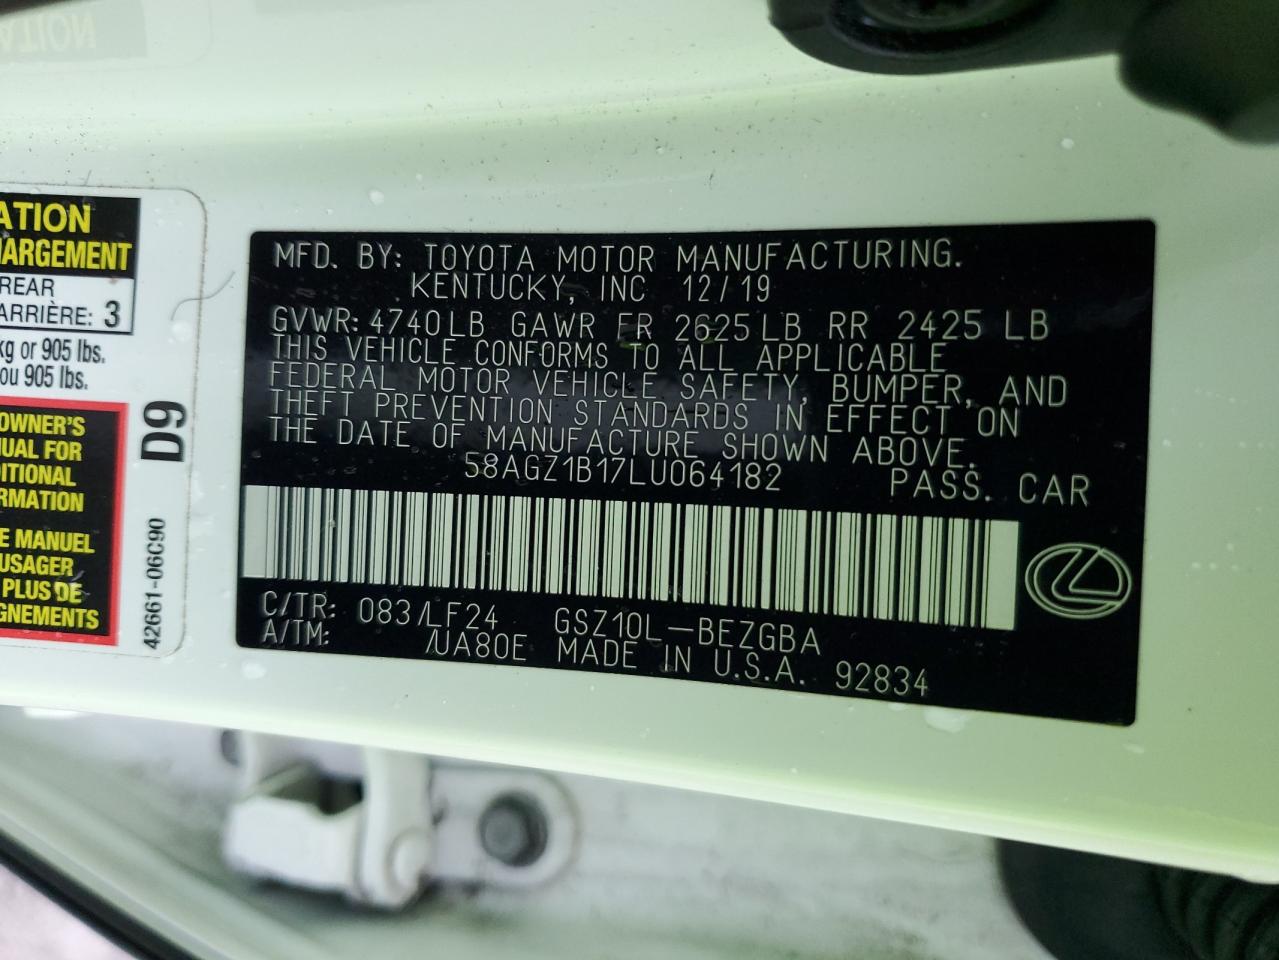 ATION
ATION
HARGEMENT
REAR
ARRIÈRE: 3
kg or 905 lbs.
ou 905 lbs.
OWNER'S
NUAL FOR
DITIONAL
RMATION
E MANUEL
USAGER
PLUS DE
GNEMENTS
D9
42661-06C90
MFD. BY: TOYOTA MOTOR MANUFACTURING.
KENTUCKY, INC 12/19
GVWR: 4740LB GAWR FR 2625LB RR 2425 LB
THIS VEHICLE CONFORMS TO ALL APPLICABLE
FEDERAL MOTOR VEHICLE SAFETY, BUMPER, AND
THEFT PREVENTION STANDARDS IN EFFECT ON
THE DATE OF MANUFACTURE SHOWN ABOVE.
58AGZ1B17LU064182 PASS. CAR
C/TR: 083/LF24 GSZ10L-BEZGBA
A/TM: /UA80E MADE IN U.S.A. 92834